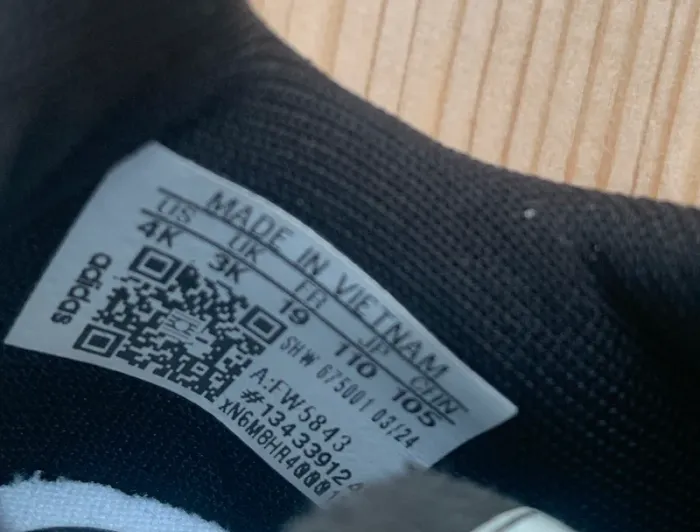 MADE IN VIETNAM
US UK FR JP CHN
4K 3K 19 110 105
adidas
SHW 675001 03/24
A:FW5843
#134339124